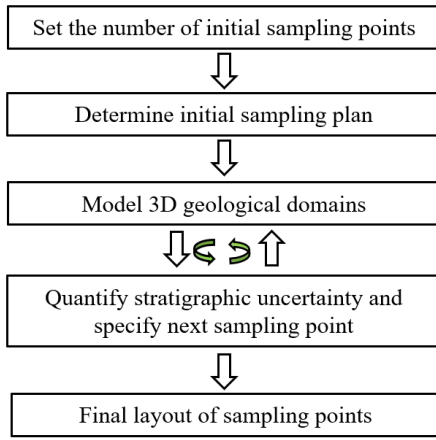 Set the number of initial sampling points
Determine initial sampling plan
Model 3D geological domains
Quantify stratigraphic uncertainty and
specify next sampling point
Final layout of sampling points